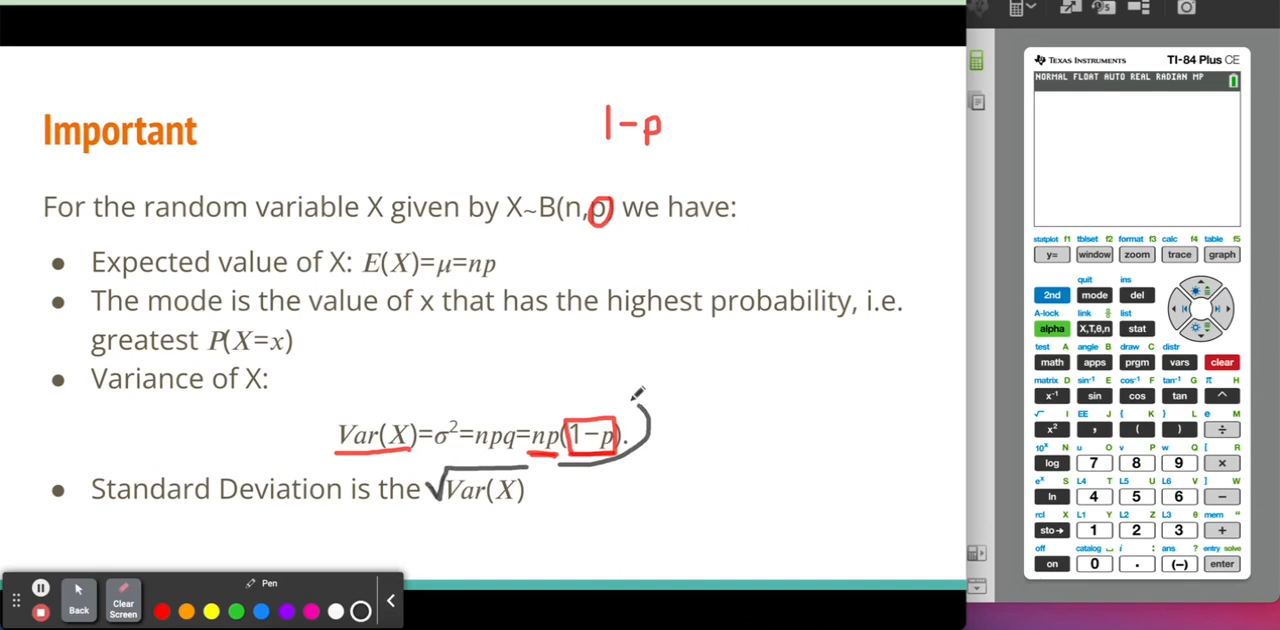 TEXAS INSTRUMENTS TI-84 Plus CE
NORMAL FLOAT AUTO REAL RADIAN MP
Important
1-p
For the random variable X given by X~B(n,p) we have:
● Expected value of X: E(X)=μ=np
● The mode is the value of x that has the highest probability, i.e.
greatest P(X=x)
● Variance of X:
Var(X)=σ²=npq=np(1−p).
● Standard Deviation is the √Var(X)
Pen
Back
Clear
Screen
statplot f1 tblset f2 format f3 calc f4 table f5
y= window zoom trace graph
quit ins
2nd mode del
A-lock link list
alpha X,T,θ,n stat
test A angle B draw C distr
math apps prgm vars clear
matrix D sin⁻¹ E cos⁻¹ F tan⁻¹ G π H
x⁻¹ sin cos tan ^
√ I EE J { K } L e M
x² , ( ) ÷
10ˣ N u O v P w Q [ R
log 7 8 9 ×
eˣ S L4 T L5 U L6 V ] W
ln 4 5 6 −
rcl X L1 Y L2 Z L3 θ mem "
sto→ 1 2 3 +
off catalog i : ans ? entry solve
on 0 . (−) enter